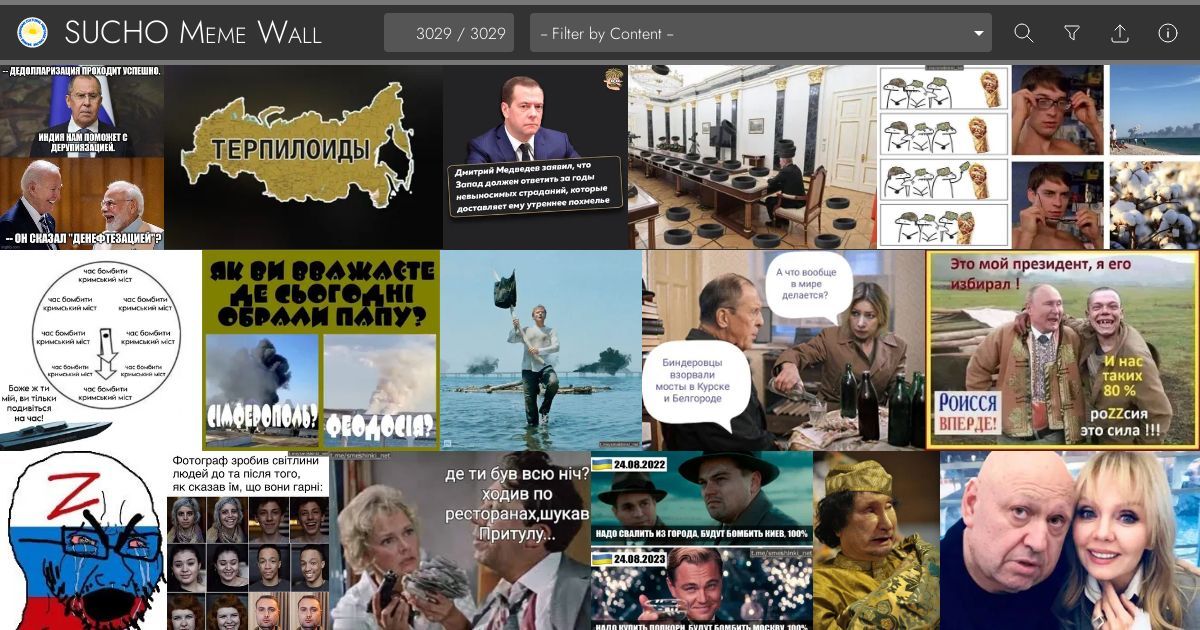 SUCHO Meme Wall
3029 / 3029
-- Filter by Content --
-- ДЕДОЛЛАРИЗАЦИЯ ПРОХОДИТ УСПЕШНО.
ИНДИЯ НАМ ПОМОЖЕТ С
ДЕРУПИЯЗАЦИЕЙ.
-- ОН СКАЗАЛ "ДЕНЕФТЕЗАЦИЕЙ"?
ТЕРПИЛОИДЫ
Дмитрий Медведев заявил, что
Запад должен ответить за годы
невыносимых страданий, которые
доставляет ему утреннее похмелье
час бомбити
кримський міст
час бомбити
кримський міст
час бомбити
кримський міст
час бомбити
кримський міст
час бомбити
кримський міст
час бомбити
кримський міст
час бомбити
кримський міст
час бомбити
кримський міст
Боже ж ти
мій, ви тільки
подивіться
на час!
ЯК ВИ ВВАЖАЄТЕ
ДЕ СЬОГОДНІ
ОБРАЛИ ПАПУ?
СІМФЕРОПОЛЬ?
ФЕОДОСІЯ?
А что вообще
в мире
делается?
Биндеровцы
взорвали
мосты в Курске
и Белгороде
Это мой президент, я его
избирал !
И нас
таких
80 %
РОИССЯ
ВПЕРДЕ!
роZZсия
это сила !!!
Z
Фотограф зробив світлини
людей до та після того,
як сказав їм, що вони гарні:
t.me/smeshinki_net
де ти був всю ніч?
ходив по
ресторанах,шукав
Притулу...
24.08.2022
НАДО СВАЛИТЬ ИЗ ГОРОДА, БУДУТ БОМБИТЬ КИЕВ, 100%
t.me/smeshinki_net
24.08.2023
НАДО КУПИТЬ ПОПКОРН, БУДУТ БОМБИТЬ МОСКВУ, 100%